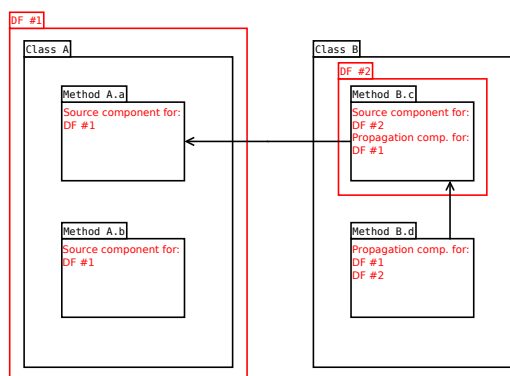 DF #1
Class A
Method A.a
Source component for:
DF #1
Method A.b
Source component for:
DF #1
Class B
DF #2
Method B.c
Source component for:
DF #2
Propagation comp. for:
DF #1
Method B.d
Propagation comp. for:
DF #1
DF #2